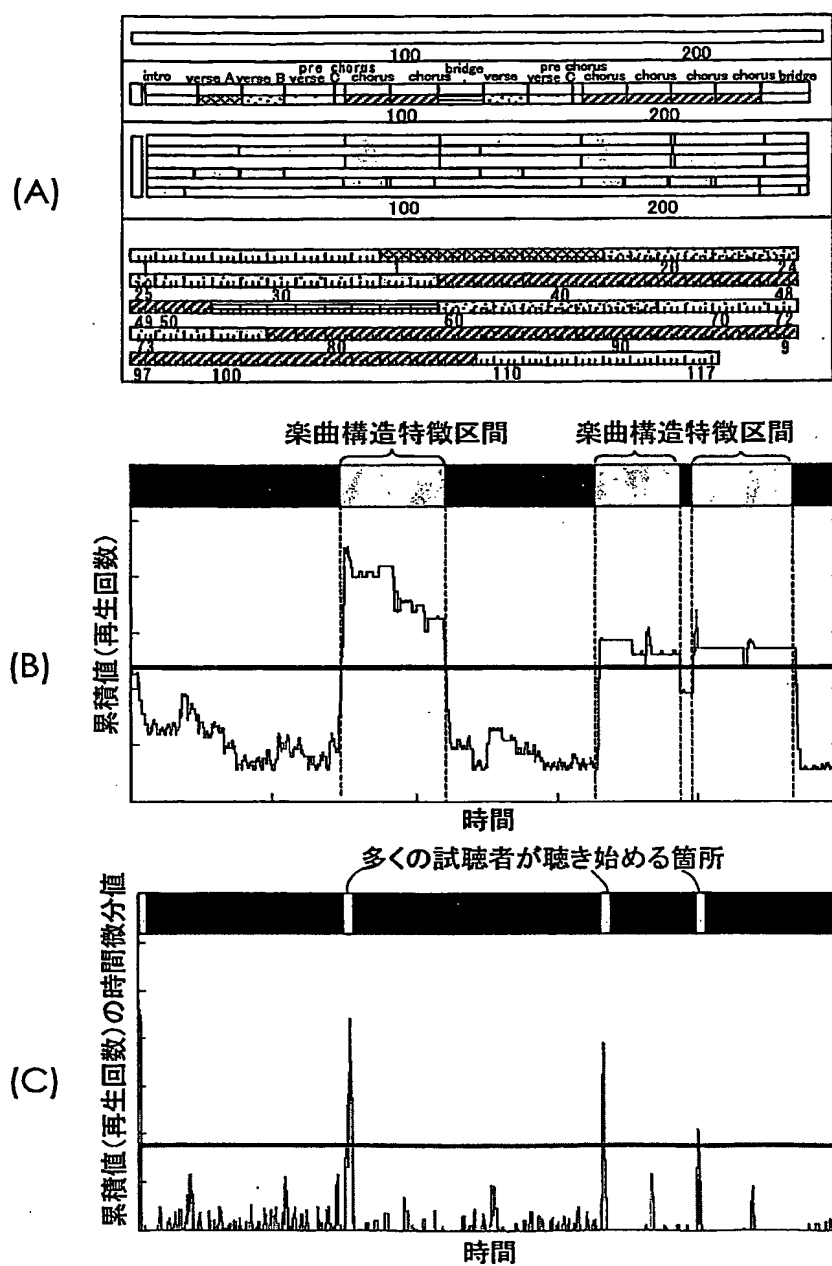 (A)
100 200
pre chorus bridge pre chorus
intro verse A verse B verse C chorus chorus verse verse C chorus chorus chorus chorus bridge
100 200
100 200
1 1 20 24
25 30 40 48
49 50 60 70 72
73 80 90 9
97 100 110 117
(B)
楽曲構造特徴区間 楽曲構造特徴区間
累積値(再生回数)
時間
(C)
多くの試聴者が聴き始める箇所
累積値(再生回数)の時間微分値
時間